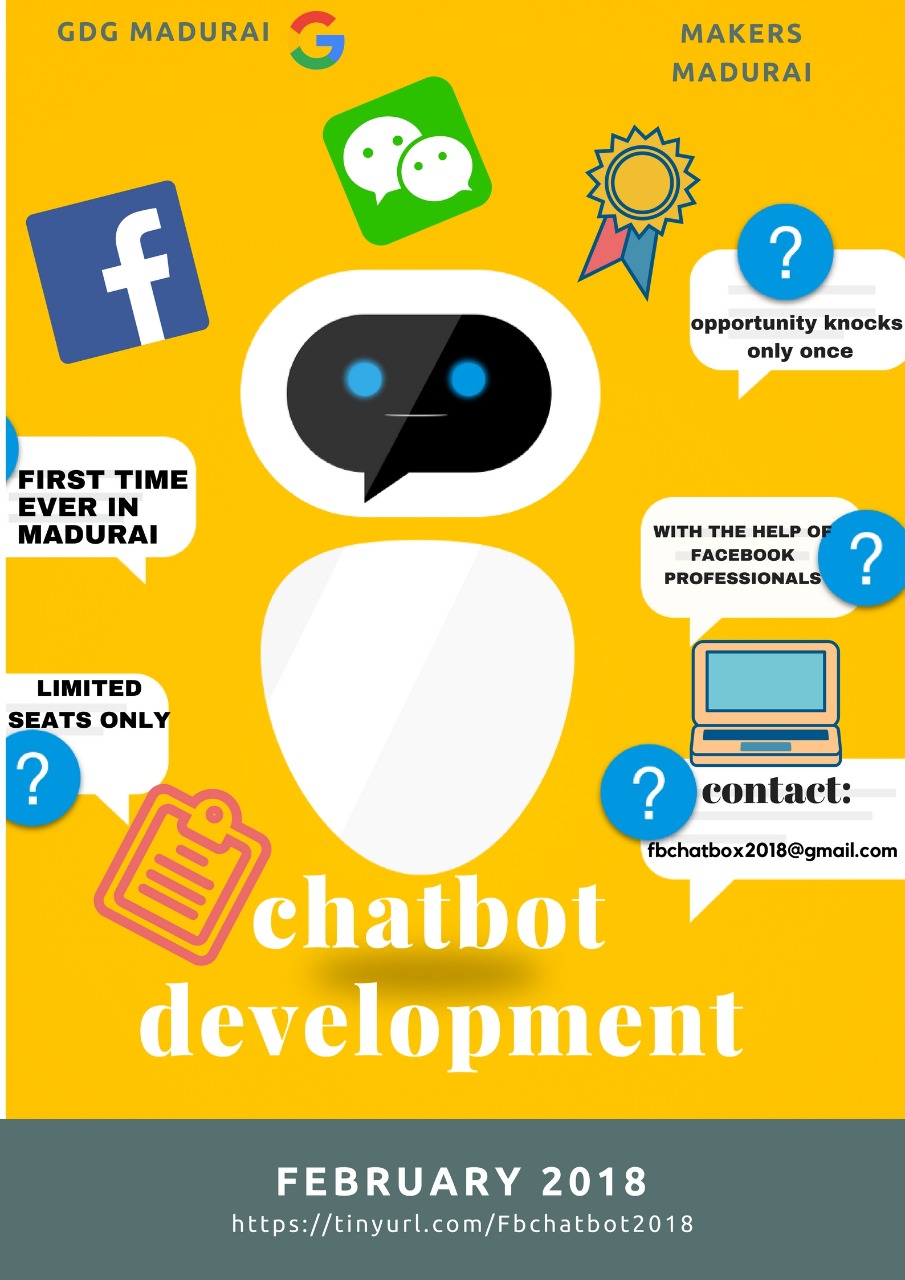 GDG MADURAI
MAKERS
MADURAI
opportunity knocks
only once
FIRST TIME
EVER IN
MADURAI
WITH THE HELP OF
FACEBOOK
PROFESSIONALS
LIMITED
SEATS ONLY
contact:
fbchatbox2018@gmail.com
chatbot
development
FEBRUARY 2018
https://tinyurl.com/Fbchatbot2018